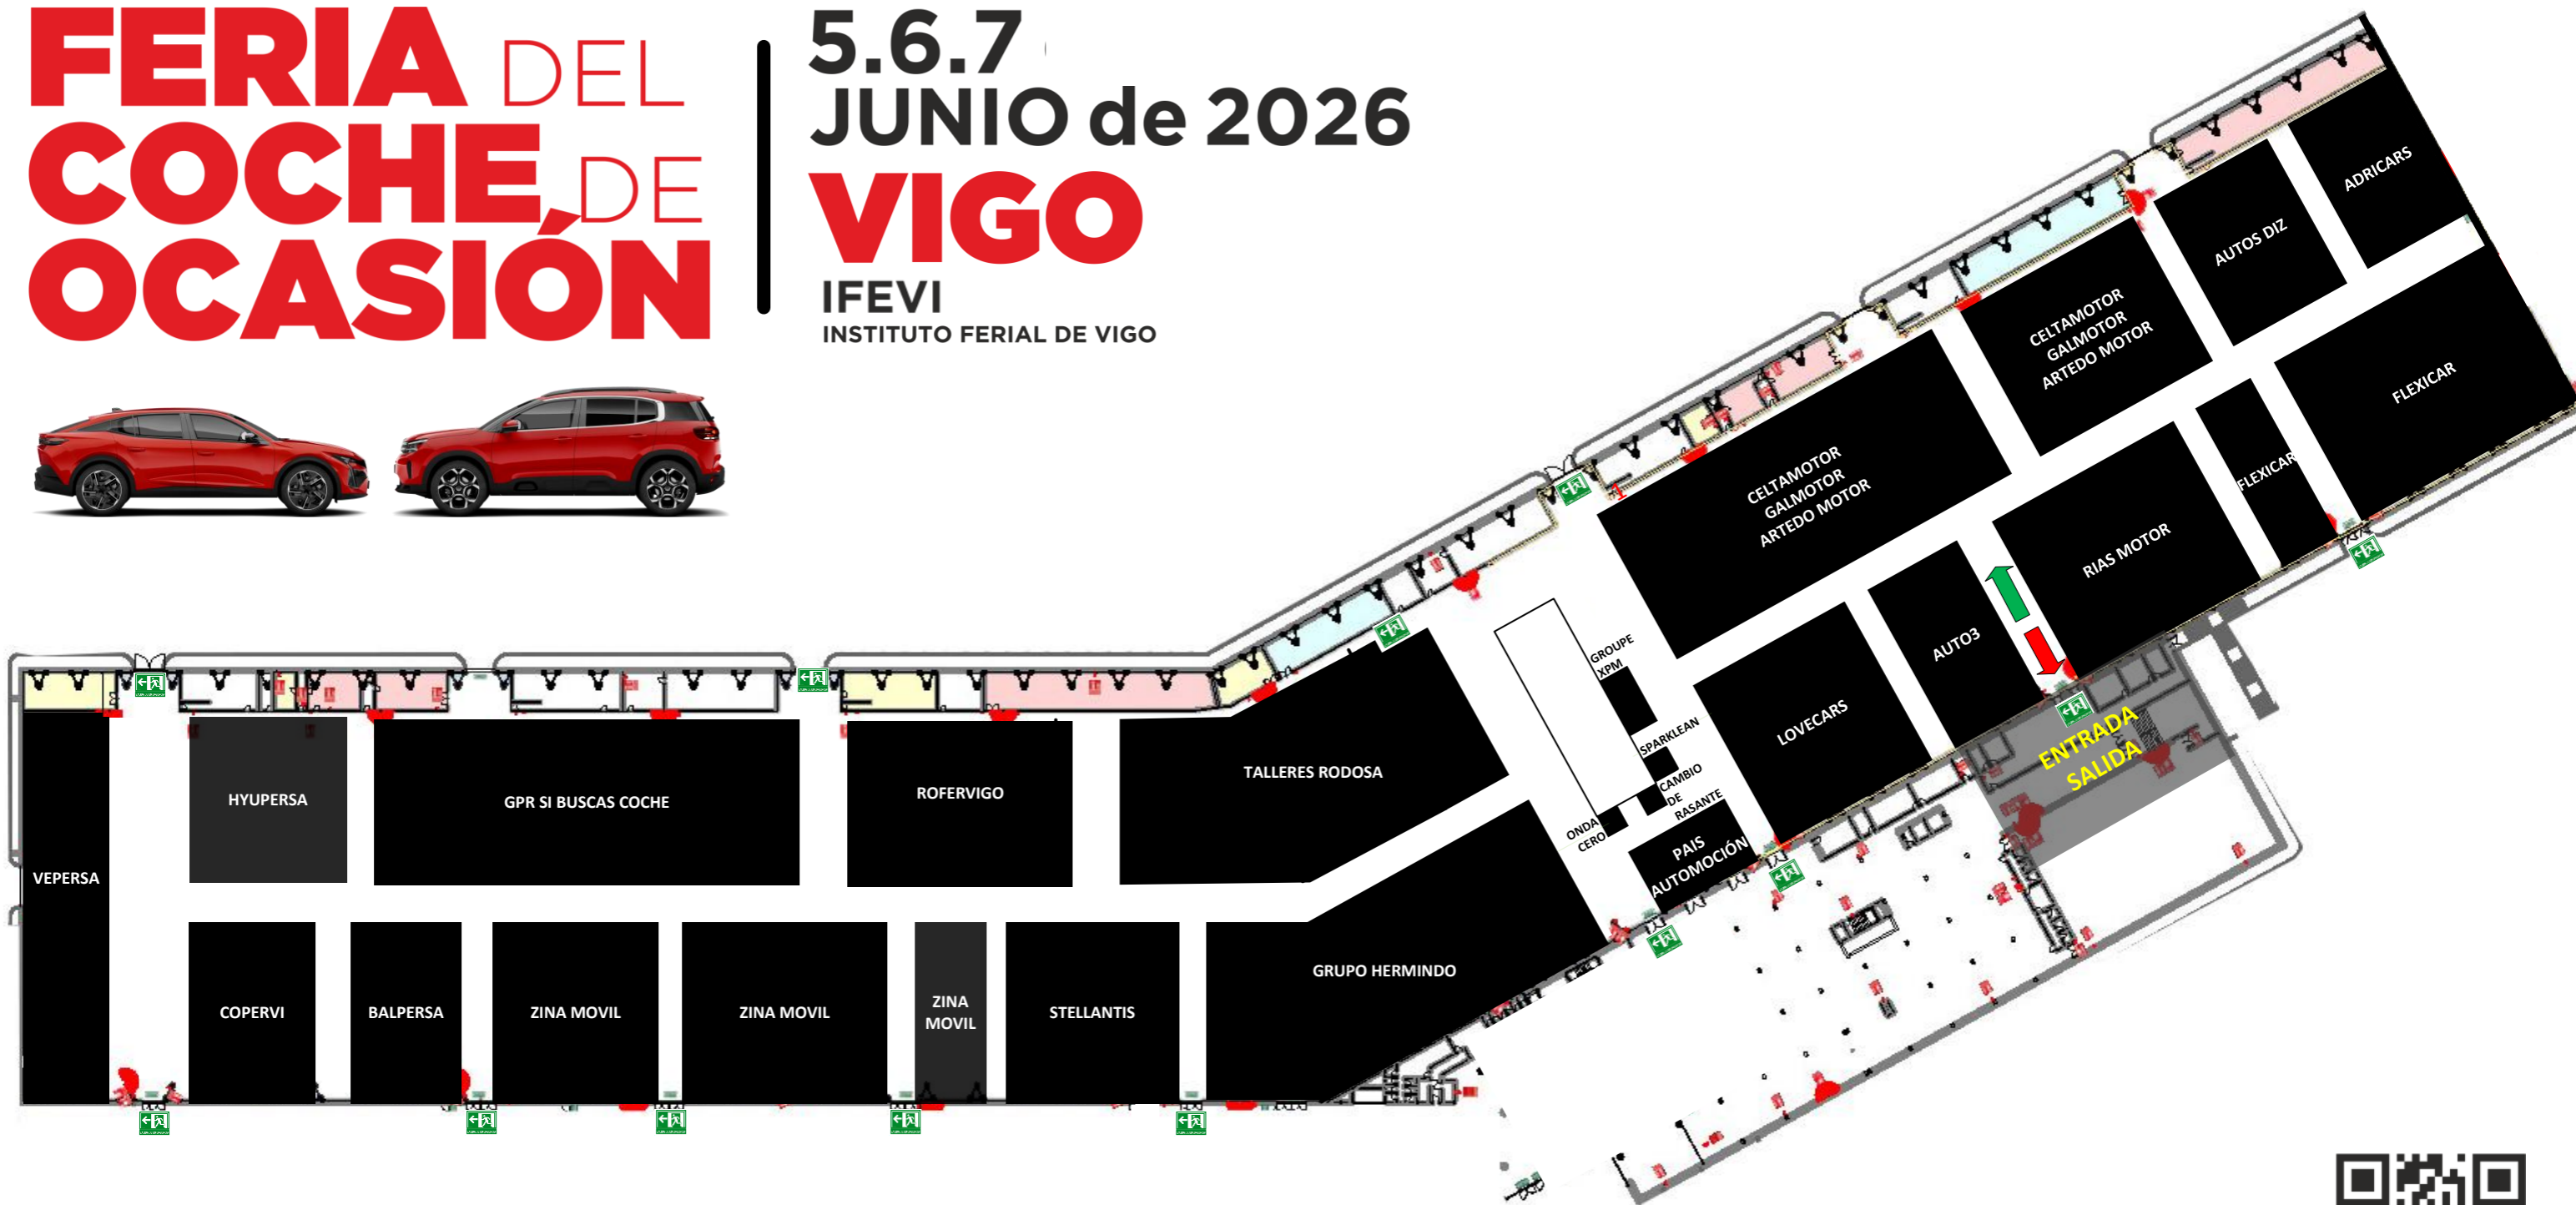 FERIA DEL
COCHE DE
OCASIÓN
5.6.7
JUNIO de 2026
VIGO
IFEVI
INSTITUTO FERIAL DE VIGO
ADRICARS
AUTOS DIZ
CELTAMOTOR
GALMOTOR
ARTEDO MOTOR
FLEXICAR
CELTAMOTOR
GALMOTOR
ARTEDO MOTOR
FLEXICAR
RIAS MOTOR
AUTO3
LOVECARS
GROUPE
XPM
SPARKLEAN
CAMBIO
DE
RASANTE
ONDA
CERO
PAIS
AUTOMOCIÓN
ENTRADA
SALIDA
TALLERES RODOSA
ROFERVIGO
GPR SI BUSCAS COCHE
HYUPERSA
VEPERSA
COPERVI
BALPERSA
ZINA MOVIL
ZINA MOVIL
ZINA
MOVIL
STELLANTIS
GRUPO HERMINDO